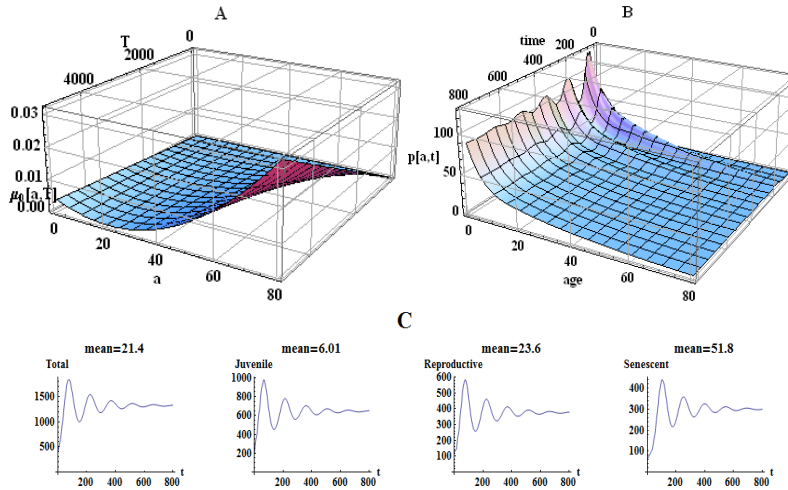 A
T
0
2000
4000
0.03
0.02
0.01
μ0[a,T]
0.00
0
20
40
60
80
a
B
time
0
200
400
600
800
100
p[a,t]
50
0
0
20
40
60
80
age
C
mean=21.4
Total
1500
1000
500
200 400 600 800
t
mean=6.01
Juvenile
1000
800
600
400
200
200 400 600 800
t
mean=23.6
Reproductive
600
500
400
300
200
100
200 400 600 800
t
mean=51.8
Senescent
400
300
200
100
200 400 600 800
t